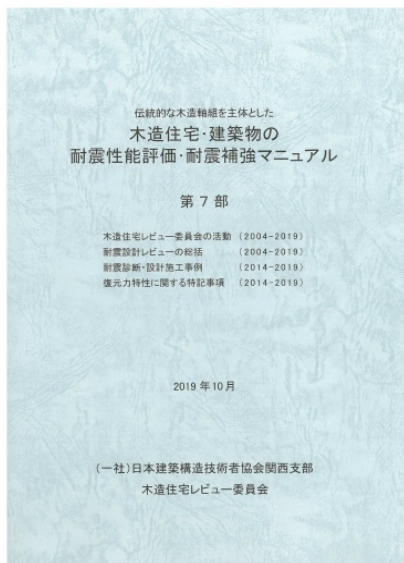 伝統的な木造軸組を主体とした
木造住宅・建築物の
耐震性能評価・耐震補強マニュアル
第7部
木造住宅レビュー委員会の活動 (2004-2019)
耐震設計レビューの総括 (2004-2019)
耐震診断・設計施工事例 (2014-2019)
復元力特性に関する特記事項 (2014-2019)
2019年10月
(一社)日本建築構造技術者協会関西支部
木造住宅レビュー委員会